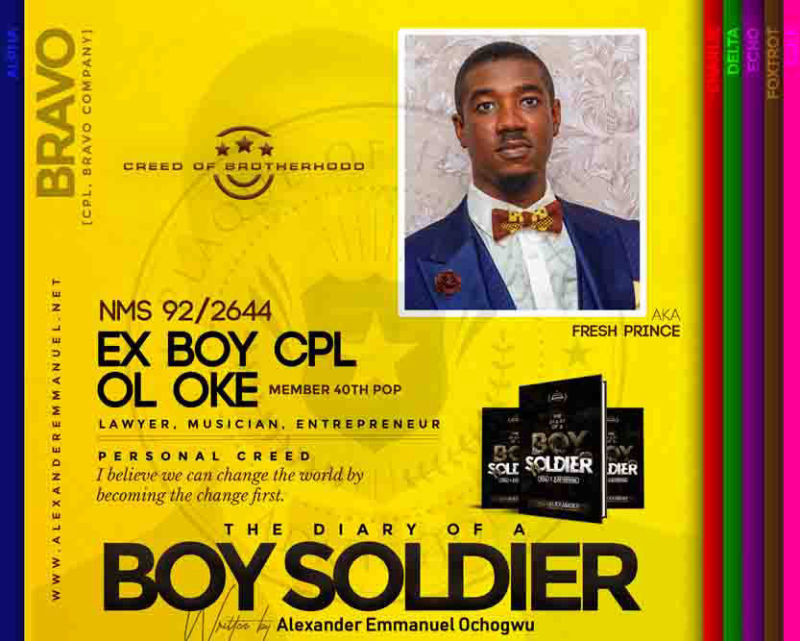 ALPHA
BRAVO
[CPL. BRAVO COMPANY]
DELTA
ECHO
FOXTROT
CREED OF BROTHERHOOD
AKA
FRESH PRINCE
NMS 92/2644
EX BOY CPL
OL OKE MEMBER 40TH POP
LAWYER, MUSICIAN, ENTREPRENEUR
PERSONAL CREED
I believe we can change the world by
becoming the change first.
THE DIARY
OF A
BOY
SOLDIER
WWW.ALEXANDEREMMANUEL.NET
THE DIARY OF A
BOY SOLDIER
Written by Alexander Emmanuel Ochogwu